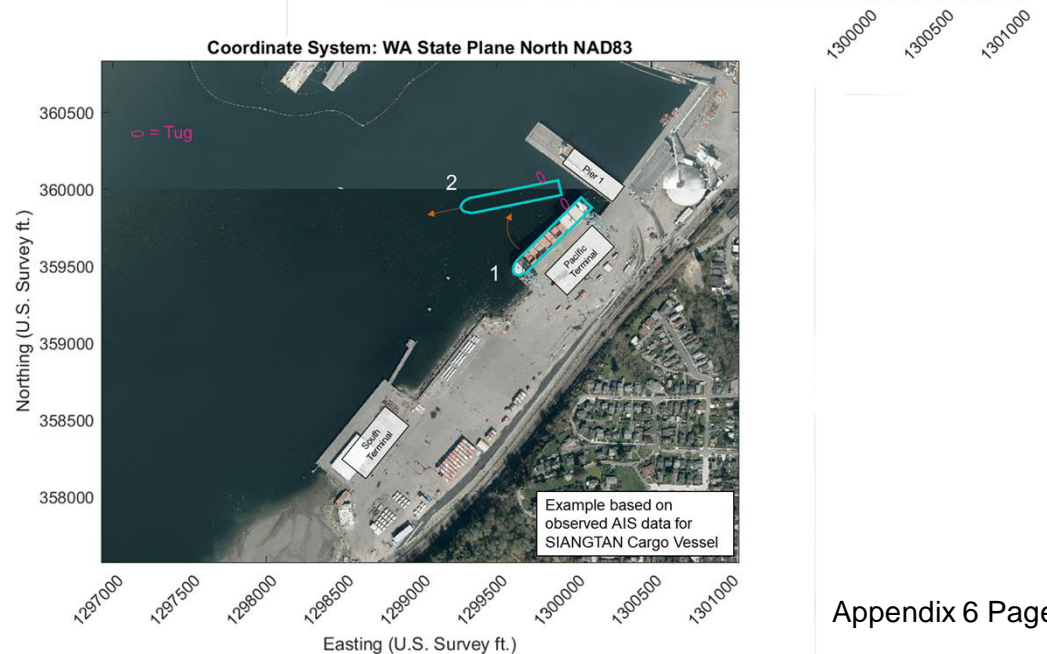 1300000
1300500
1301000
Coordinate System: WA State Plane North NAD83
360500
360000
359500
359000
358500
358000
Northing (U.S. Survey ft.)
= Tug
2
1
Pier 1
Pacific
Terminal
South
Terminal
Example based on
observed AIS data for
SIANGTAN Cargo Vessel
1297000
1297500
1298000
1298500
1299000
1299500
1300000
1300500
1301000
Easting (U.S. Survey ft.)
Appendix 6 Page